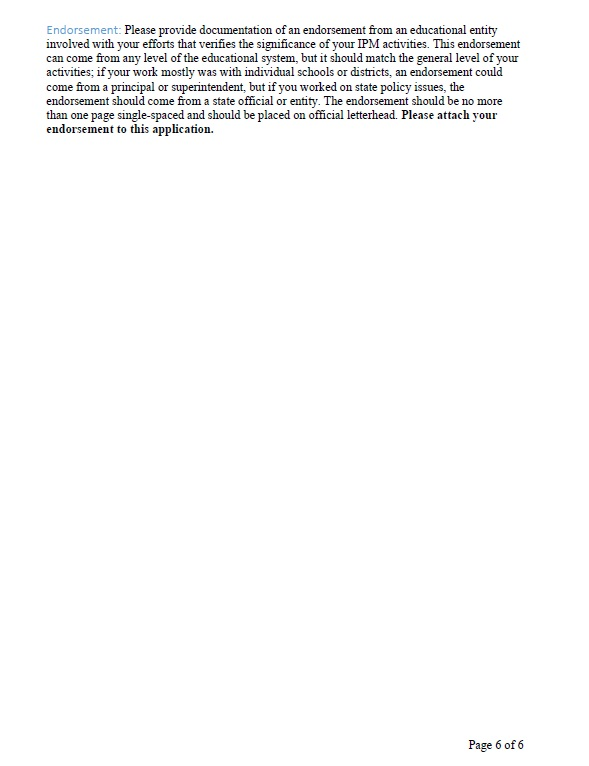 Endorsement: Please provide documentation of an endorsement from an educational entity
involved with your efforts that verifies the significance of your IPM activities. This endorsement
can come from any level of the educational system, but it should match the general level of your
activities; if your work mostly was with individual schools or districts, an endorsement could
come from a principal or superintendent, but if you worked on state policy issues, the
endorsement should come from a state official or entity. The endorsement should be no more
than one page single-spaced and should be placed on official letterhead. Please attach your
endorsement to this application.
Page 6 of 6